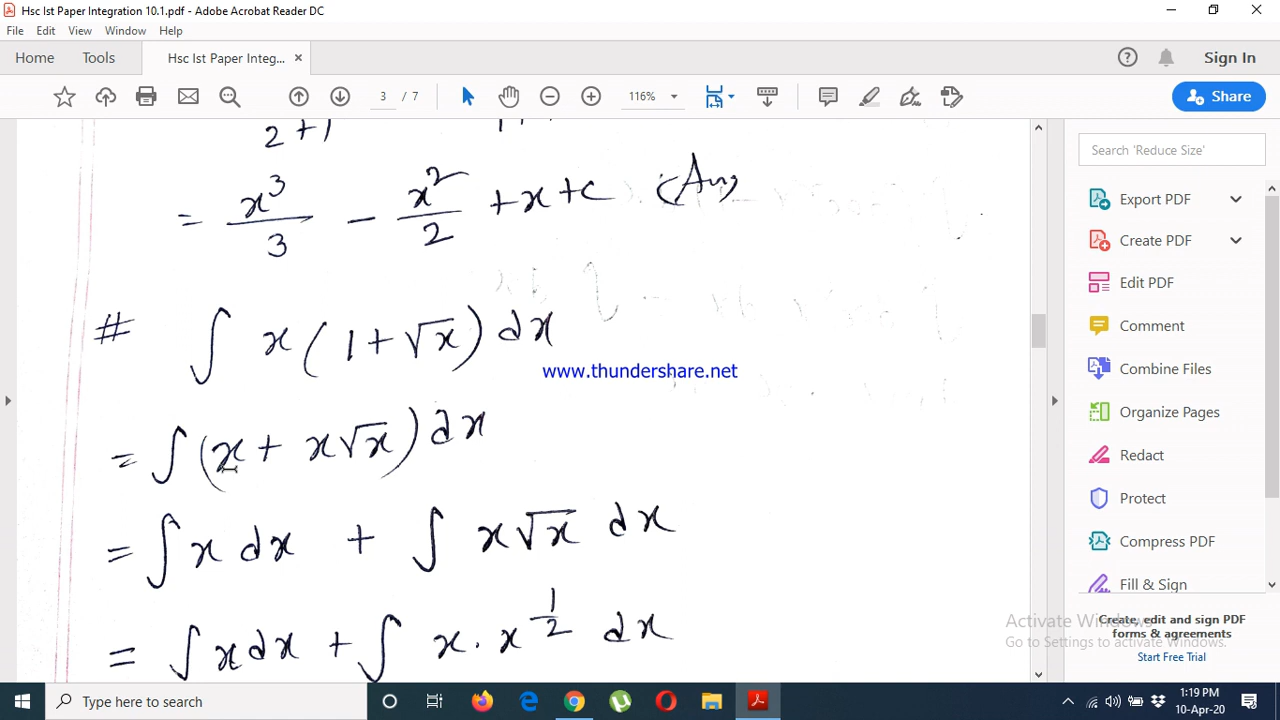 Hsc Ist Paper Integration 10.1.pdf - Adobe Acrobat Reader DC
File Edit View Window Help
Home Tools Hsc Ist Paper Integ... × Sign In
3 / 7 116% Share
2+1
= x³/3 - x²/2 + x + c (Ans)
# ∫ x(1+√x) dx
www.thundershare.net
= ∫(x + x√x) dx
= ∫ x dx + ∫ x√x dx
= ∫ x dx + ∫ x . x^1/2 dx
Search 'Reduce Size'
Export PDF
Create PDF
Edit PDF
Comment
Combine Files
Organize Pages
Redact
Protect
Compress PDF
Fill & Sign
Activate Windows
Go to Settings to activate Windows.
Create, edit and sign PDF
forms & agreements
Start Free Trial
Type here to search
1:19 PM
10-Apr-20